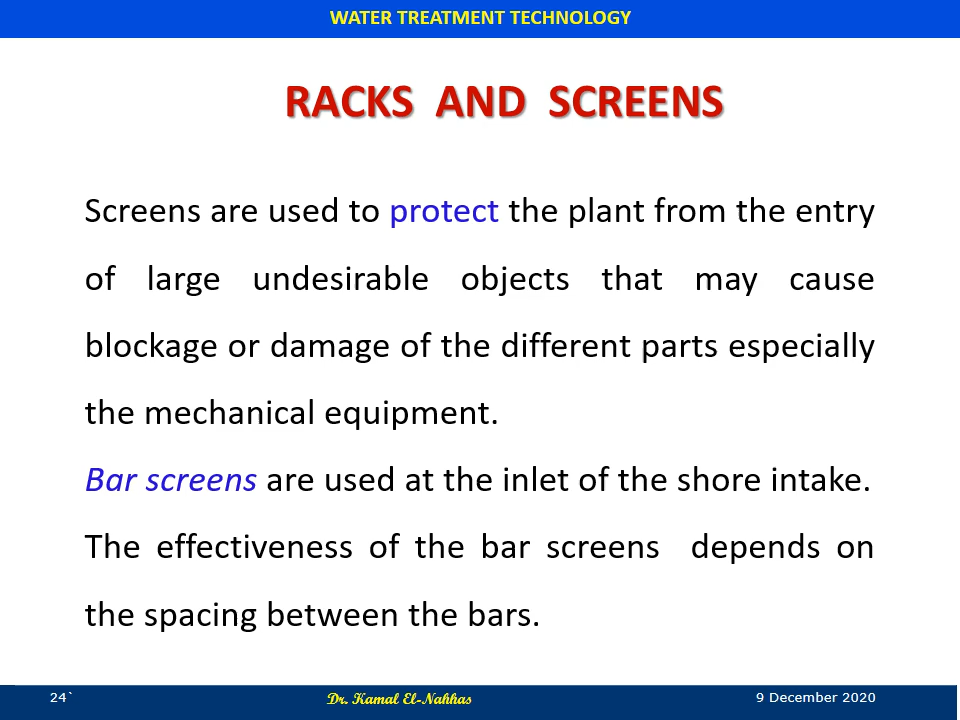 WATER TREATMENT TECHNOLOGY
RACKS AND SCREENS
Screens are used to protect the plant from the entry
of large undesirable objects that may cause
blockage or damage of the different parts especially
the mechanical equipment.
Bar screens are used at the inlet of the shore intake.
The effectiveness of the bar screens depends on
the spacing between the bars.
24`
Dr. Kamal El-Nahhas
9 December 2020